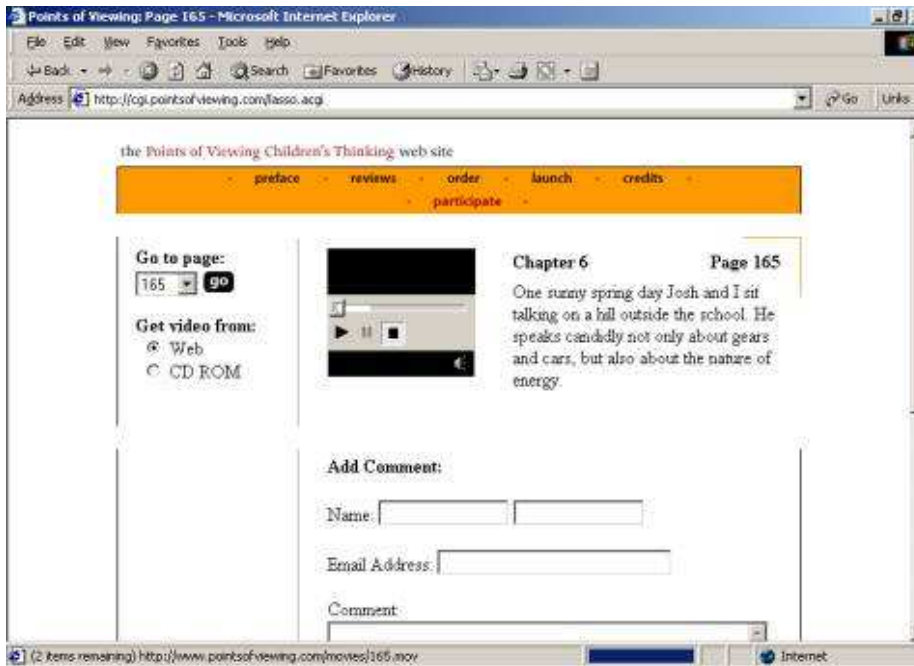 Points of Viewing: Page 165 - Microsoft Internet Explorer
File Edit View Favorites Tools Help
Back Search Favorites History
Address http://cgi.pointsofviewing.com/lasso.acgi Go Links
the Points of Viewing Children's Thinking web site
- preface - reviews - order - launch - credits -
- participate -
Go to page:
165 go
Get video from:
Web
CD ROM
Chapter 6 Page 165
One sunny spring day Josh and I sit
talking on a hill outside the school. He
speaks candidly not only about gears
and cars, but also about the nature of
energy.
Add Comment:
Name:
Email Address:
Comment
(2 items remaining) http://www.pointsofviewing.com/movies/165.mov Internet